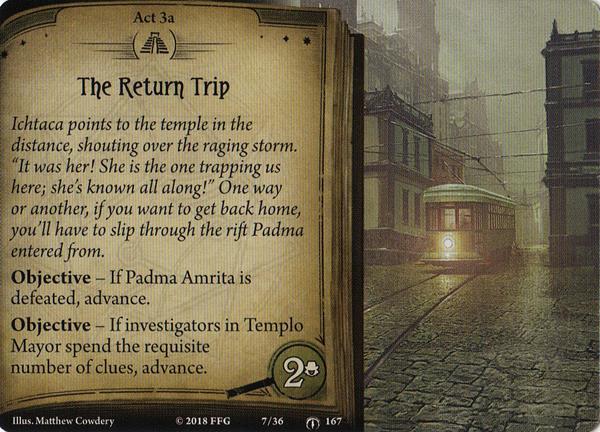 Act 3a
The Return Trip
Ichtaca points to the temple in the
distance, shouting over the raging storm.
“It was her! She is the one trapping us
here; she’s known all along!” One way
or another, if you want to get back home,
you’ll have to slip through the rift Padma
entered from.
Objective – If Padma Amrita is
defeated, advance.
Objective – If investigators in Templo
Mayor spend the requisite
number of clues, advance.
2
Illus. Matthew Cowdery © 2018 FFG 7/36 167